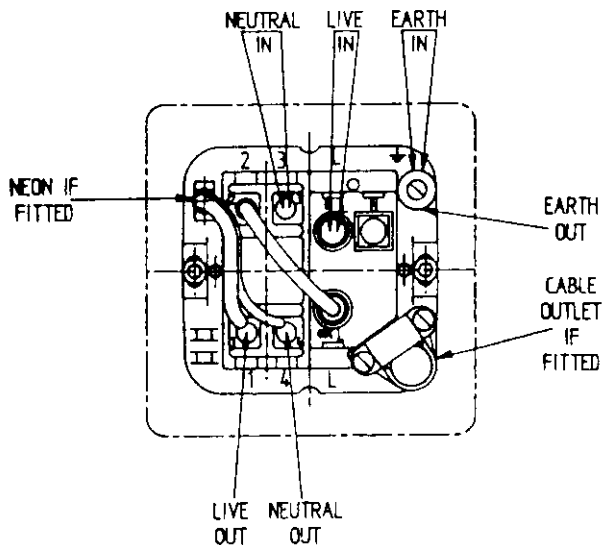 NEUTRAL IN
LIVE IN
EARTH IN
2 3 L
NEON IF
FITTED
EARTH
OUT
CABLE
OUTLET
IF
FITTED
1 4 L
LIVE OUT
NEUTRAL OUT